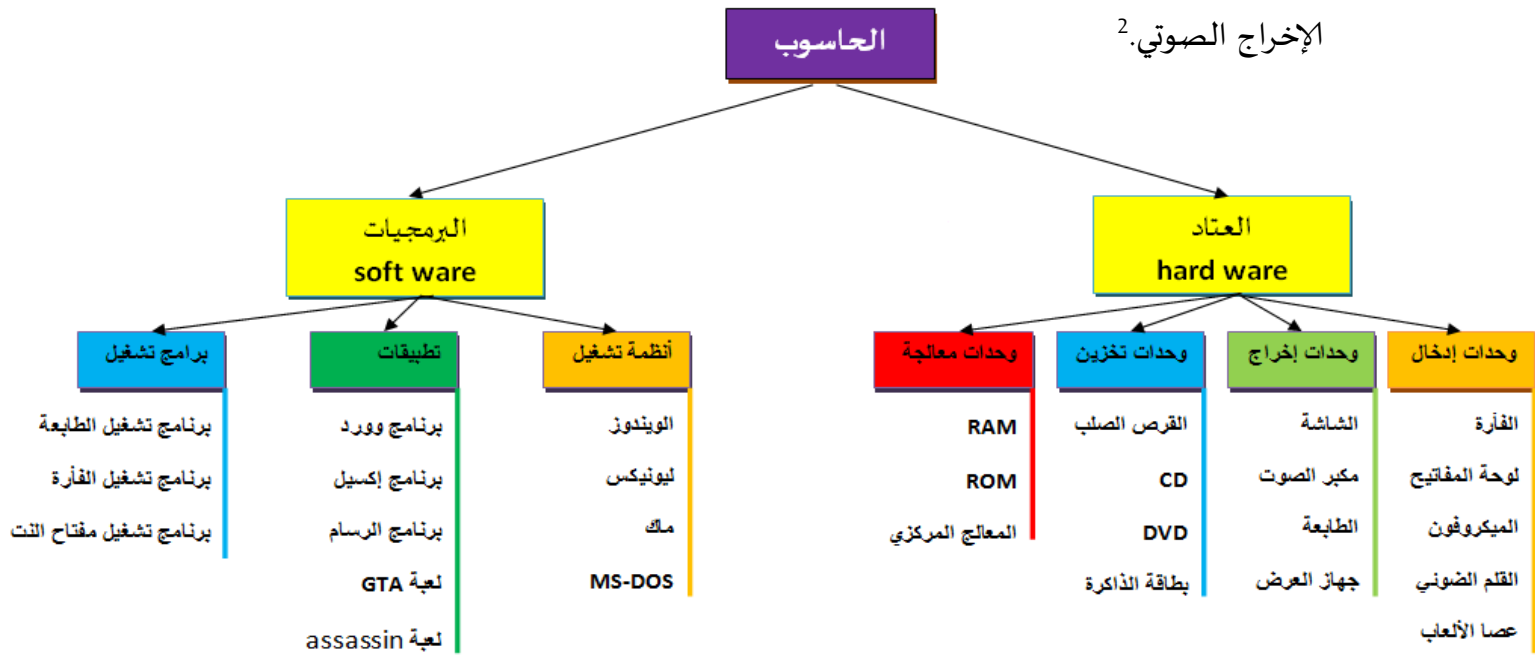 الإخراج الصوتي.2
الحاسوب
العتاد
hard ware
البرمجيات
soft ware
وحدات إدخال
الفأرة
لوحة المفاتيح
الميكروفون
القلم الضوئي
عصا الألعاب
وحدات إخراج
الشاشة
مكبر الصوت
الطابعة
جهاز العرض
وحدات تخزين
القرص الصلب
CD
DVD
بطاقة الذاكرة
وحدات معالجة
RAM
ROM
المعالج المركزي
أنظمة تشغيل
الويندوز
ليونيكس
ماك
MS-DOS
تطبيقات
برنامج وورد
برنامج إكسيل
برنامج الرسام
لعبة GTA
لعبة assassin
برامج تشغيل
برنامج تشغيل الطابعة
برنامج تشغيل الفأرة
برنامج تشغيل مفتاح النت